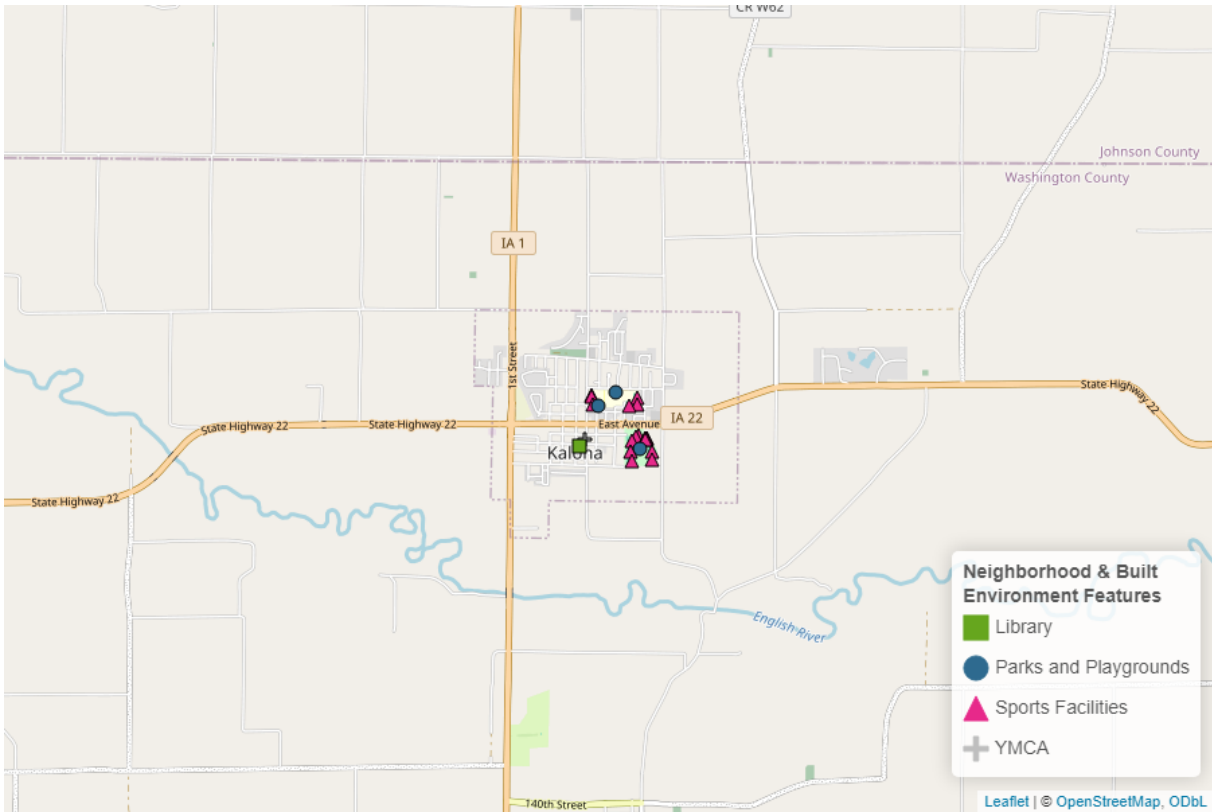 CR W62
Johnson County
Washington County
IA 1
1st Street
State Highway 22
State Highway 22
State Highway 22
East Avenue
IA 22
State Highway 22
Kalona
English River
140th Street
Neighborhood & Built
Environment Features
Library
Parks and Playgrounds
Sports Facilities
YMCA
Leaflet | © OpenStreetMap, ODbL